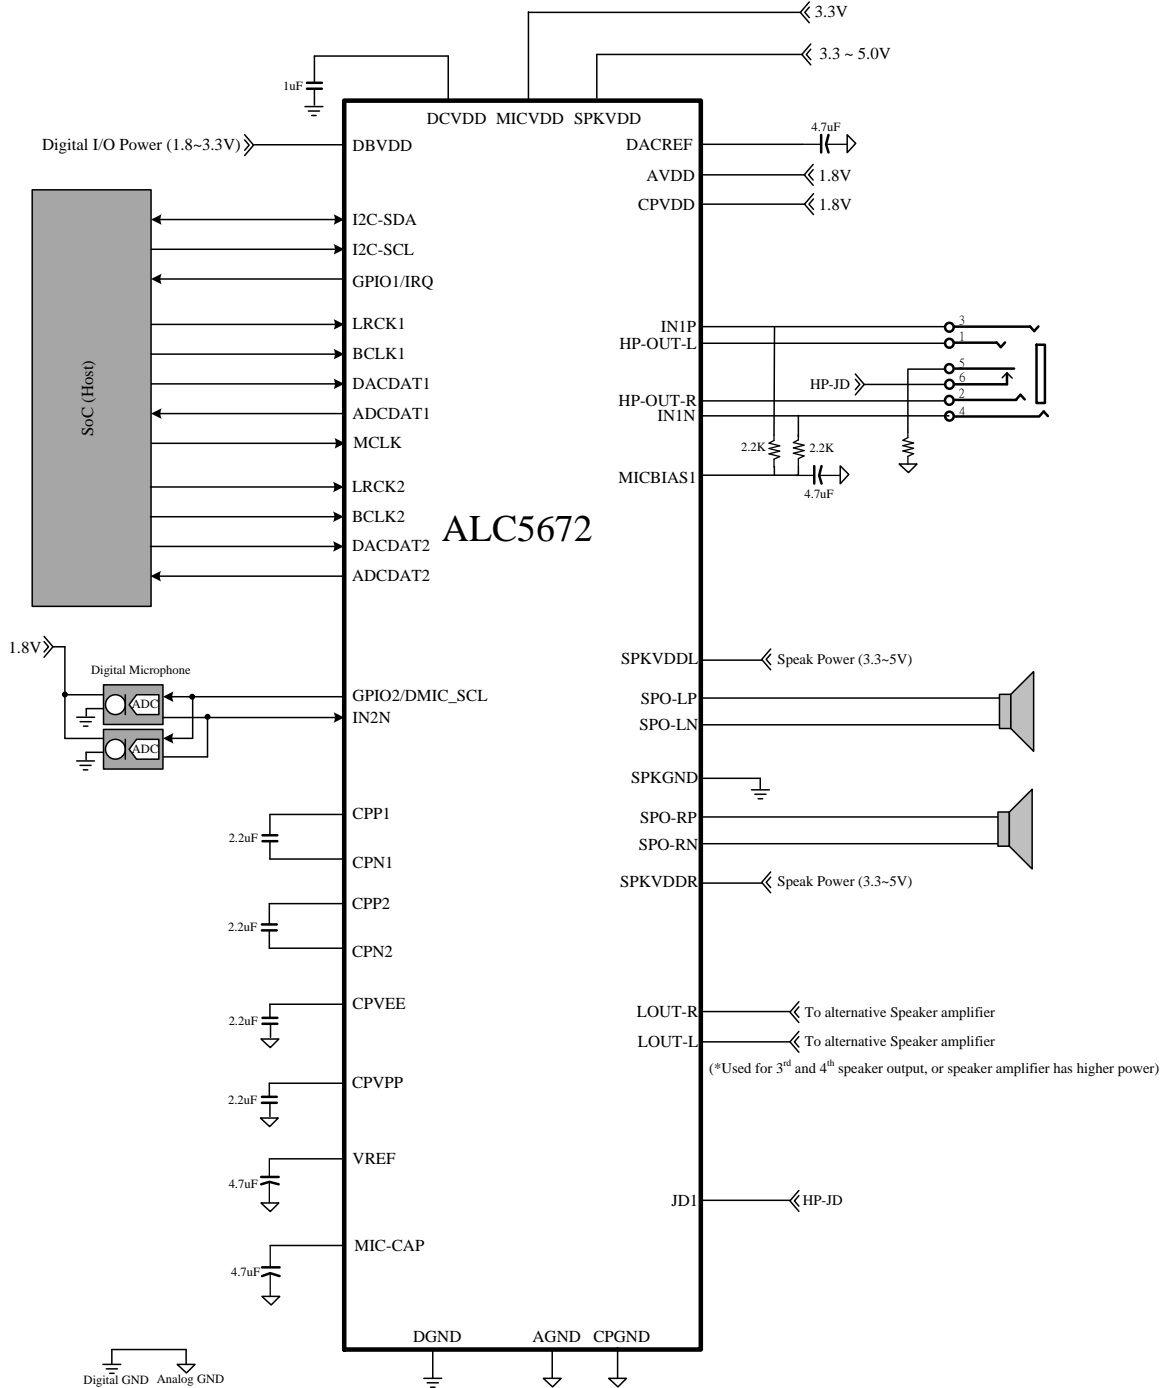 3.3V
3.3 ~ 5.0V
1uF
DCVDD MICVDD SPKVDD
Digital I/O Power (1.8~3.3V)
DBVDD
DACREF
4.7uF
AVDD
1.8V
CPVDD
1.8V
SoC (Host)
I2C-SDA
I2C-SCL
GPIO1/IRQ
LRCK1
BCLK1
DACDAT1
ADCDAT1
MCLK
LRCK2
BCLK2
DACDAT2
ADCDAT2
IN1P
3
HP-OUT-L
1
5
HP-JD
6
HP-OUT-R
2
IN1N
4
2.2K
2.2K
MICBIAS1
4.7uF
ALC5672
1.8V
Digital Microphone
ADC
ADC
GPIO2/DMIC_SCL
IN2N
SPKVDDL
Speak Power (3.3~5V)
SPO-LP
SPO-LN
SPKGND
SPO-RP
SPO-RN
SPKVDDR
Speak Power (3.3~5V)
CPP1
2.2uF
CPN1
CPP2
2.2uF
CPN2
CPVEE
2.2uF
CPVPP
2.2uF
VREF
4.7uF
MIC-CAP
4.7uF
LOUT-R
To alternative Speaker amplifier
LOUT-L
To alternative Speaker amplifier
(*Used for 3rd and 4th speaker output, or speaker amplifier has higher power)
JD1
HP-JD
DGND
AGND
CPGND
Digital GND
Analog GND